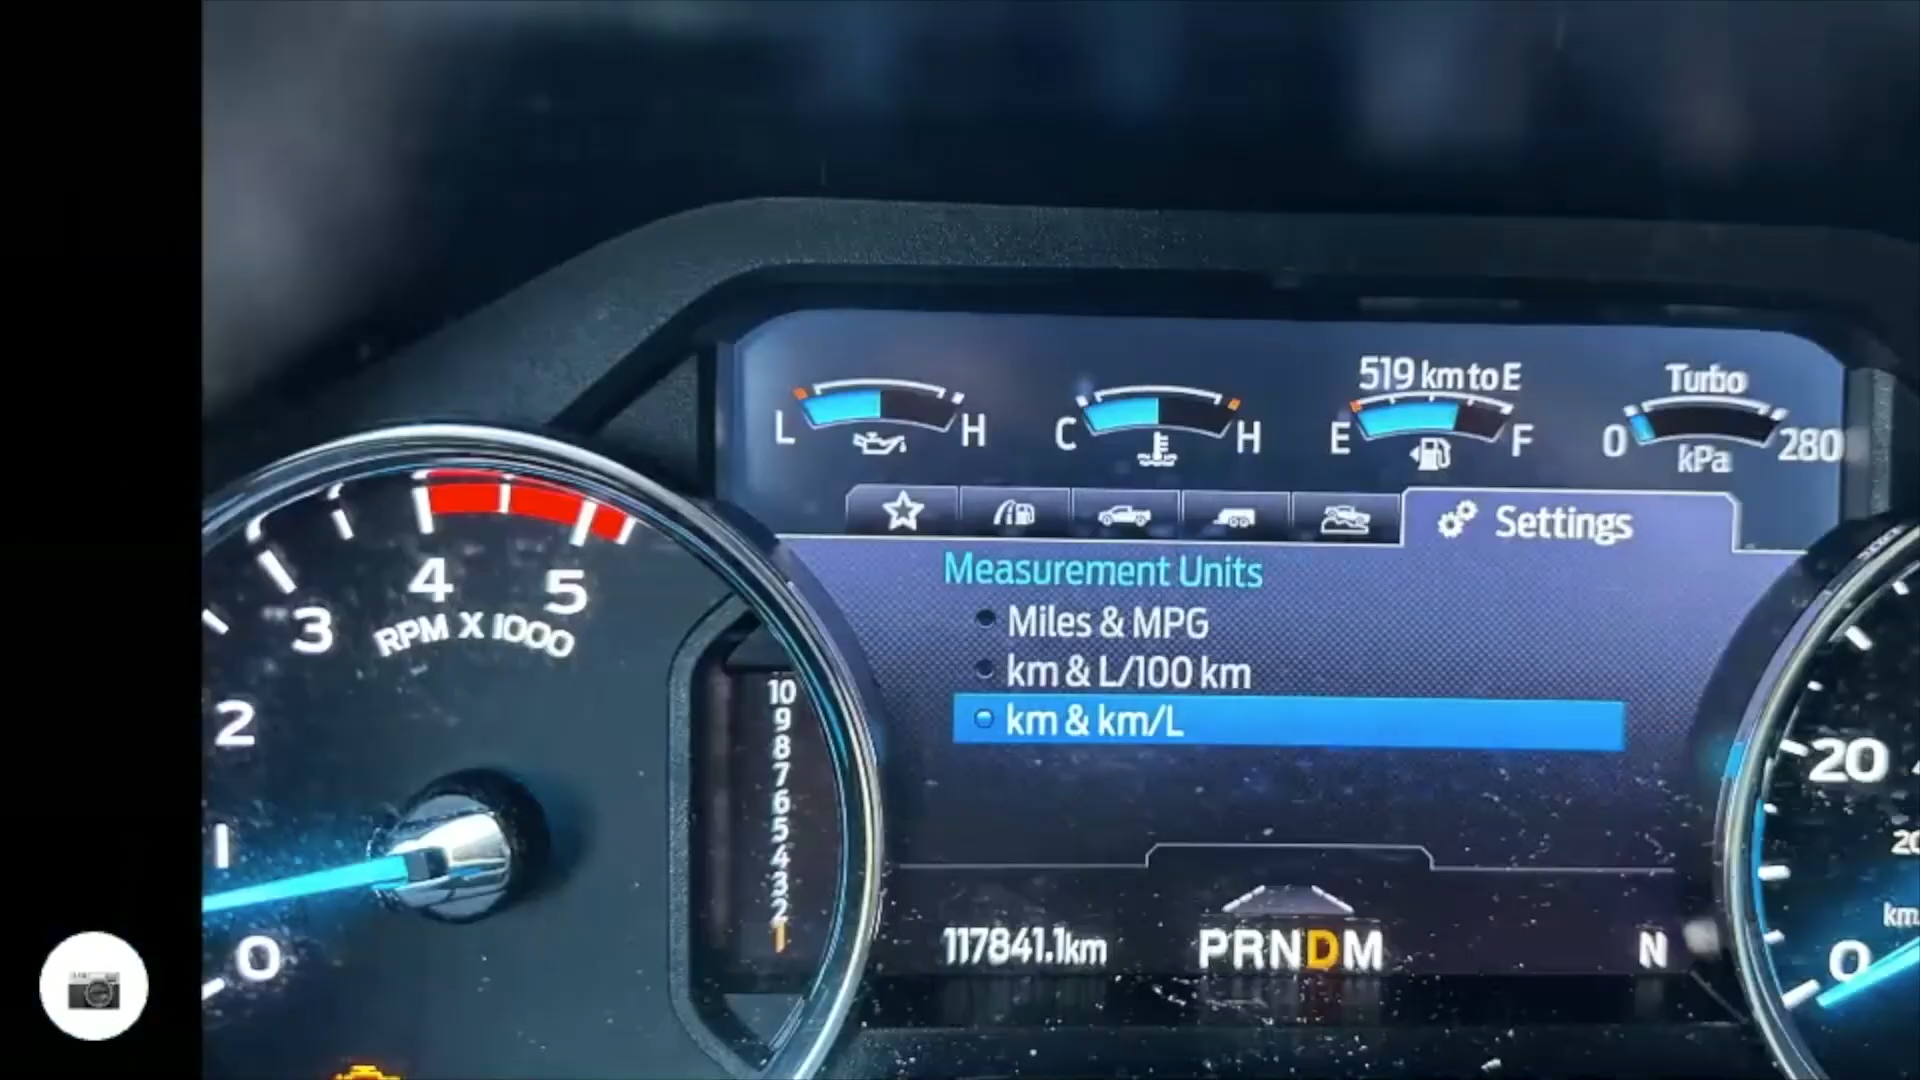 519 km to E
Turbo
L H
C H
E F
0 280
kPa
Settings
Measurement Units
Miles & MPG
km & L/100 km
km & km/L
0
1
2
3
4
5
RPM X 1000
10
9
8
7
6
5
4
3
2
1
117841.1km
PRNDM
N
20
20
km
0